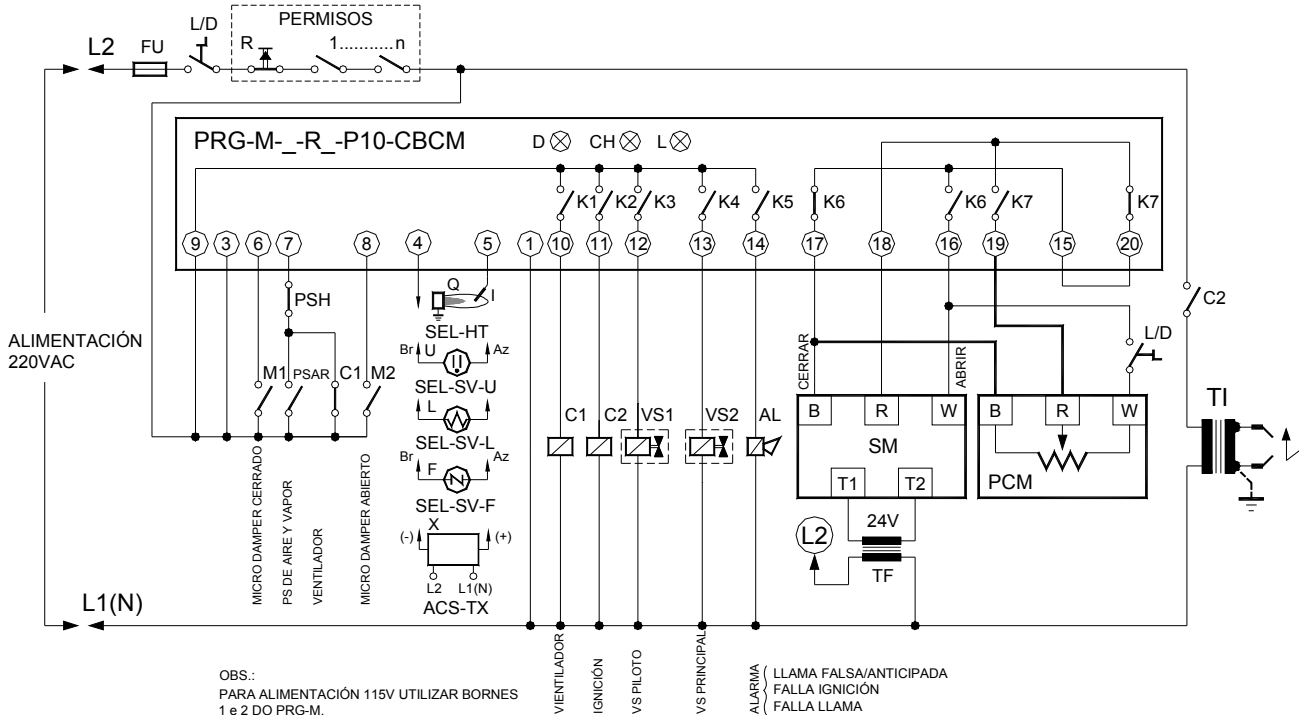 PERMISOS
L/D
L2
FU
R
1...........n
PRG-M-_-R_-P10-CBCM
D
CH
L
K1
K2
K3
K4
K5
K6
K6
K7
K7
9
3
6
7
8
4
5
1
10
11
12
13
14
17
18
16
19
15
20
PSH
Q
I
SEL-HT
C2
L/D
ALIMENTACIÓN
220VAC
Br
U
Az
SEL-SV-U
M1
PSAR
C1
M2
CERRAR
ABRIR
L
SEL-SV-L
B
R
W
B
R
W
TI
C1
C2
VS1
VS2
AL
SM
PCM
Br
F
Az
SEL-SV-F
T1
T2
(-)
X
(+)
L2
24V
L2
L1(N)
TF
ACS-TX
MICRO DAMPER CERRADO
PS DE AIRE Y VAPOR
VENTILADOR
MICRO DAMPER ABIERTO
L1(N)
VIENTILADOR
IGNICIÓN
VS PILOTO
VS PRINCIPAL
ALARMA
LLAMA FALSA/ANTICIPADA
FALLA IGNICIÓN
FALLA LLAMA
OBS.:
PARA ALIMENTACIÓN 115V UTILIZAR BORNES
1 e 2 DO PRG-M.